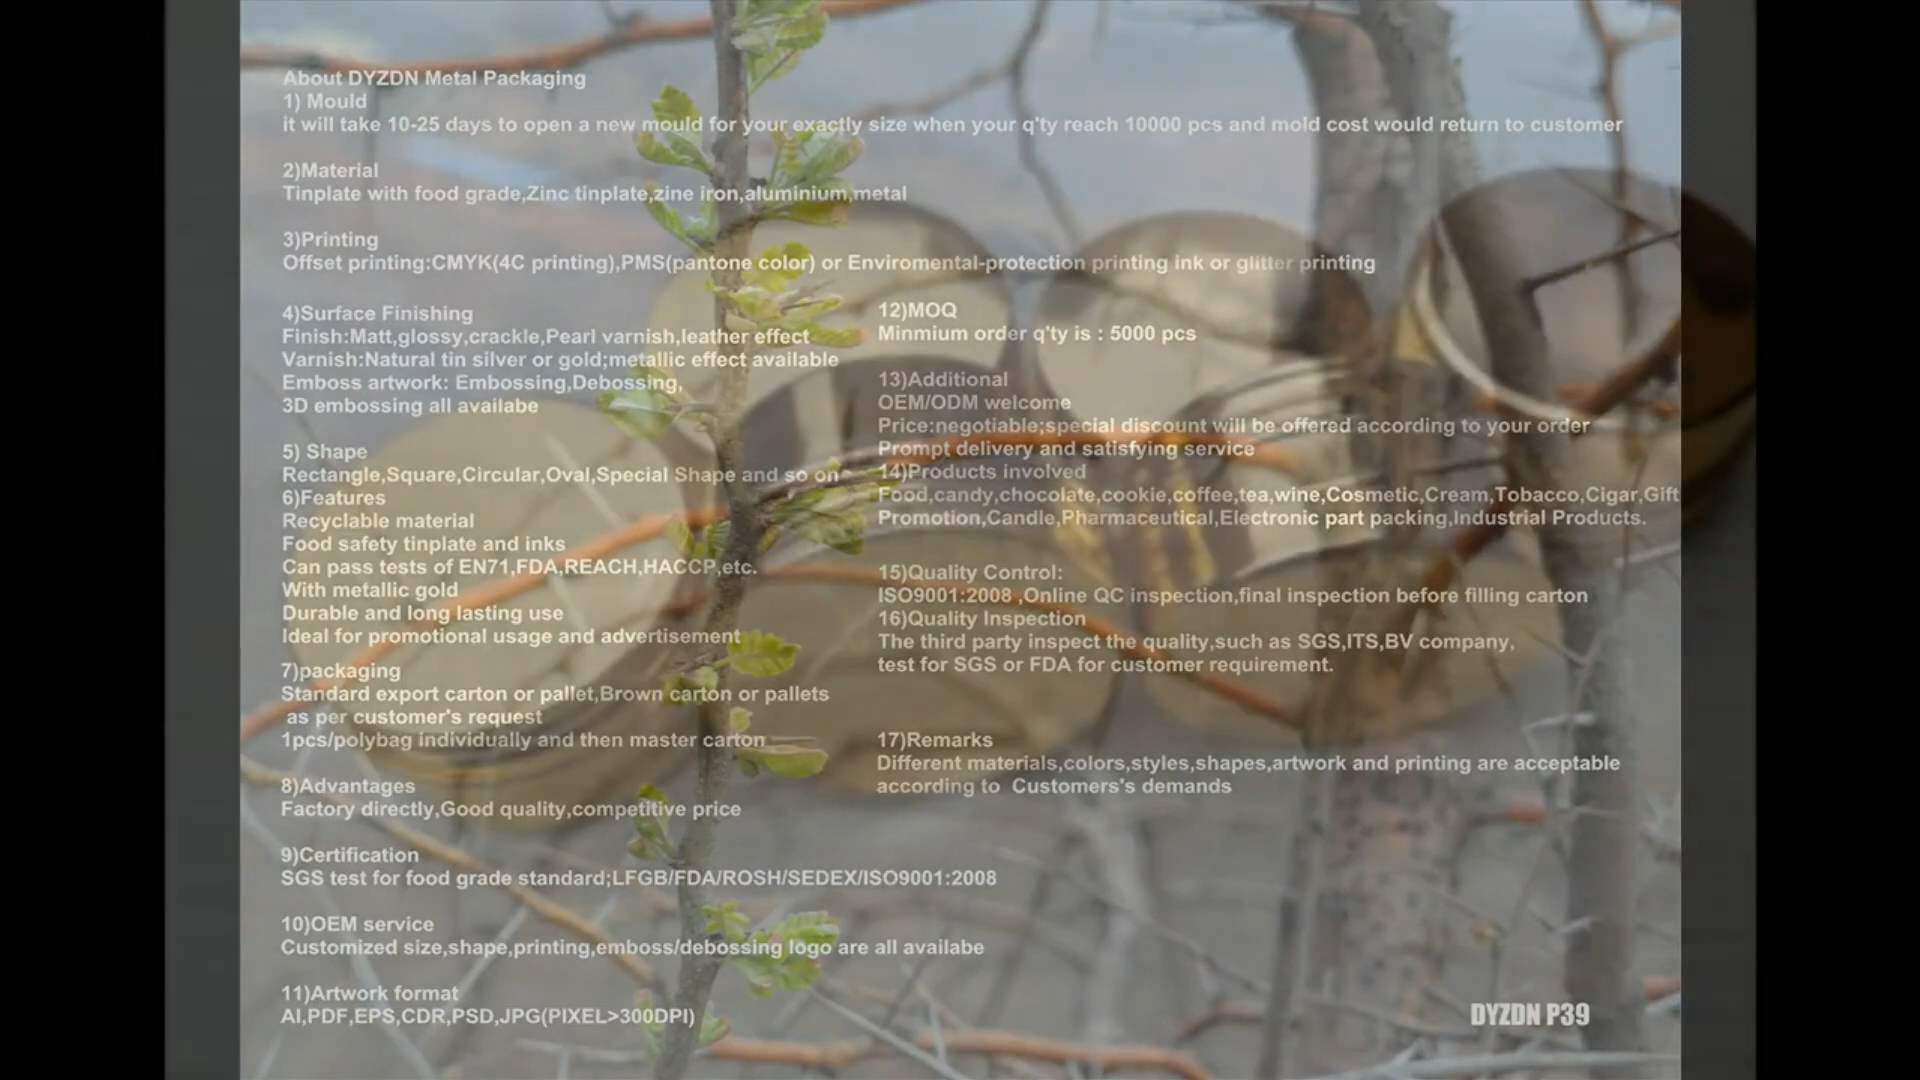 About DYZDN Metal Packaging
1) Mould
it will take 10-25 days to open a new mould for your exactly size when your q'ty reach 10000 pcs and mold cost would return to customer
2)Material
Tinplate with food grade,Zinc tinplate,zine iron,aluminium,metal
3)Printing
Offset printing:CMYK(4C printing),PMS(pantone color) or Enviromental-protection printing ink or glitter printing
4)Surface Finishing
Finish:Matt,glossy,crackle,Pearl varnish,leather effect
Varnish:Natural tin silver or gold;metallic effect available
Emboss artwork: Embossing,Debossing,
3D embossing all availabe
5) Shape
Rectangle,Square,Circular,Oval,Special Shape and so on
6)Features
Recyclable material
Food safety tinplate and inks
Can pass tests of EN71,FDA,REACH,HACCP,etc.
With metallic gold
Durable and long lasting use
Ideal for promotional usage and advertisement
7)packaging
Standard export carton or pallet,Brown carton or pallets
as per customer's request
1pcs/polybag individually and then master carton
8)Advantages
Factory directly,Good quality,competitive price
9)Certification
SGS test for food grade standard;LFGB/FDA/ROSH/SEDEX/ISO9001:2008
10)OEM service
Customized size,shape,printing,emboss/debossing logo are all availabe
11)Artwork format
AI,PDF,EPS,CDR,PSD,JPG(PIXEL>300DPI)
12)MOQ
Minmium order q'ty is : 5000 pcs
13)Additional
OEM/ODM welcome
Price:negotiable;special discount will be offered according to your order
Prompt delivery and satisfying service
14)Products involved
Food,candy,chocolate,cookie,coffee,tea,wine,Cosmetic,Cream,Tobacco,Cigar,Gift
Promotion,Candle,Pharmaceutical,Electronic part packing,Industrial Products.
15)Quality Control:
ISO9001:2008 ,Online QC inspection,final inspection before filling carton
16)Quality Inspection
The third party inspect the quality,such as SGS,ITS,BV company,
test for SGS or FDA for customer requirement.
17)Remarks
Different materials,colors,styles,shapes,artwork and printing are acceptable
according to  Customers's demands
DYZDN P39